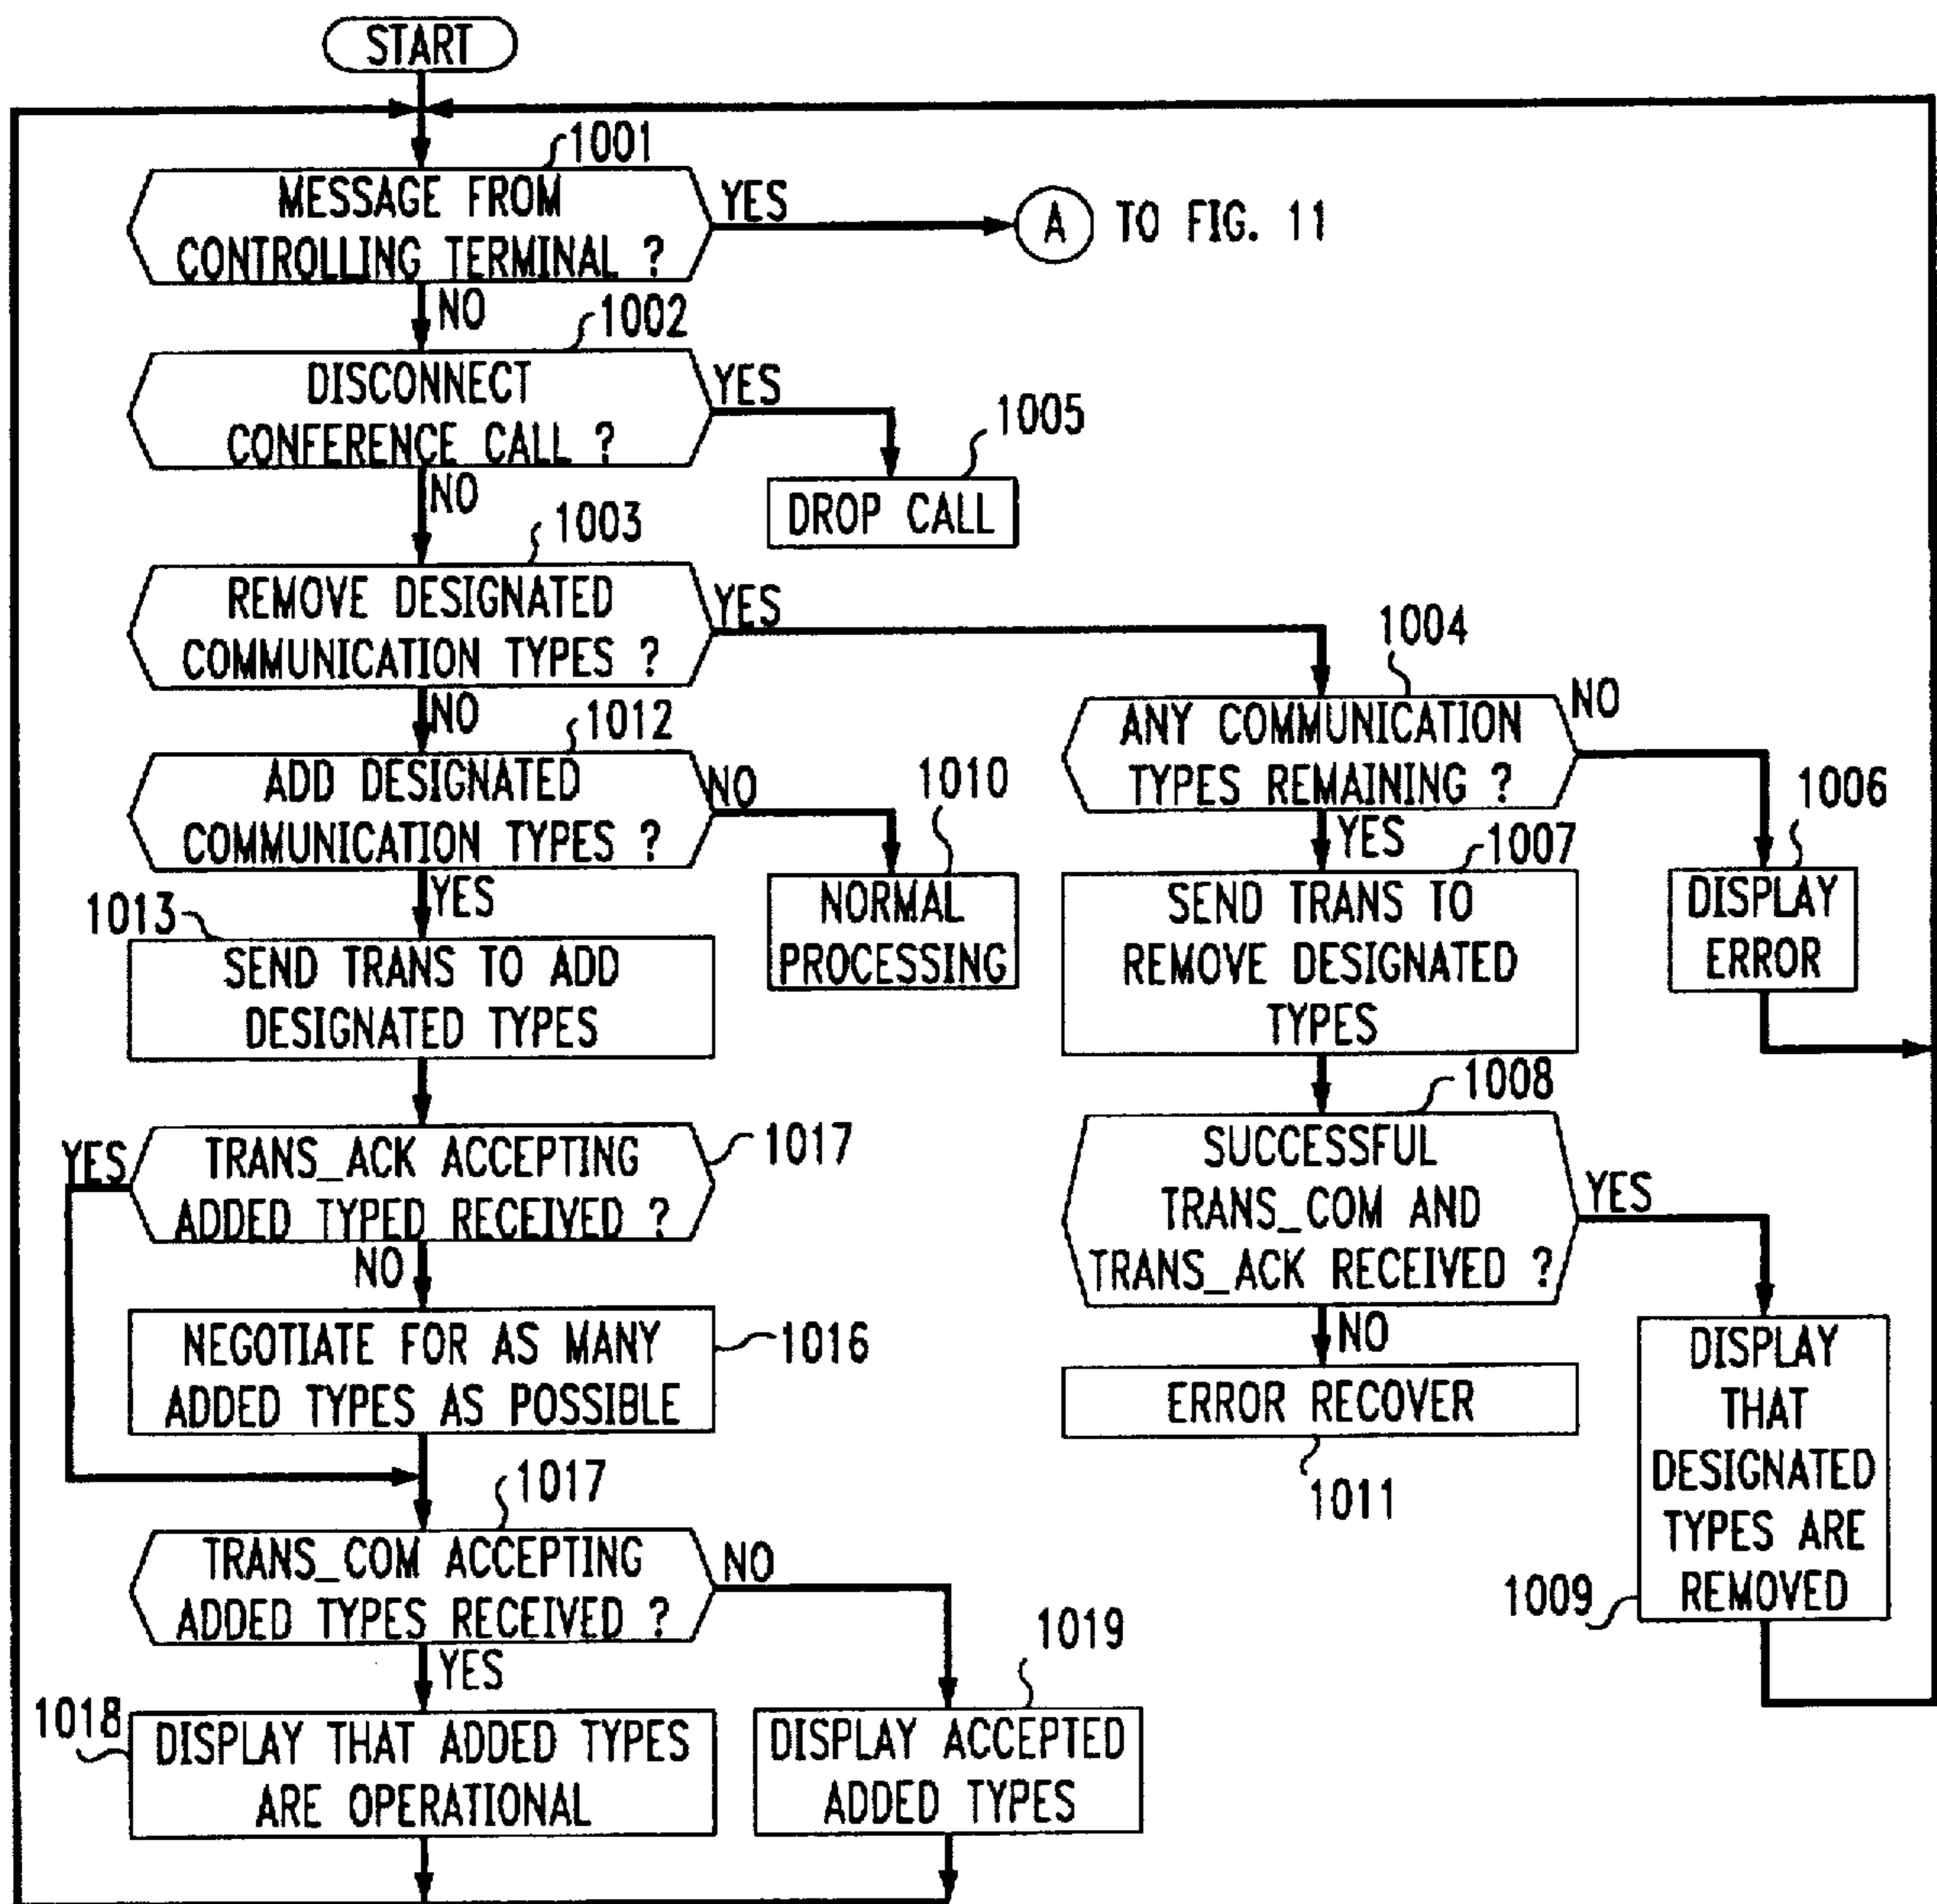 START
1001
MESSAGE FROM
CONTROLLING TERMINAL ?
YES
A TO FIG. 11
NO
1002
DISCONNECT
CONFERENCE CALL ?
YES
1005
DROP CALL
NO
1003
REMOVE DESIGNATED
COMMUNICATION TYPES ?
YES
1004
ANY COMMUNICATION
TYPES REMAINING ?
NO
1006
DISPLAY
ERROR
NO
1012
ADD DESIGNATED
COMMUNICATION TYPES ?
NO
1010
NORMAL
PROCESSING
YES
1007
SEND TRANS TO
REMOVE DESIGNATED
TYPES
YES
1013
SEND TRANS TO ADD
DESIGNATED TYPES
1008
SUCCESSFUL
TRANS_COM AND
TRANS_ACK RECEIVED ?
YES
YES
TRANS_ACK ACCEPTING
ADDED TYPED RECEIVED ?
1017
NO
NEGOTIATE FOR AS MANY
ADDED TYPES AS POSSIBLE
1016
NO
ERROR RECOVER
1011
DISPLAY
THAT
DESIGNATED
TYPES ARE
REMOVED
1009
1017
TRANS_COM ACCEPTING
ADDED TYPES RECEIVED ?
NO
1019
DISPLAY ACCEPTED
ADDED TYPES
YES
1018
DISPLAY THAT ADDED TYPES
ARE OPERATIONAL